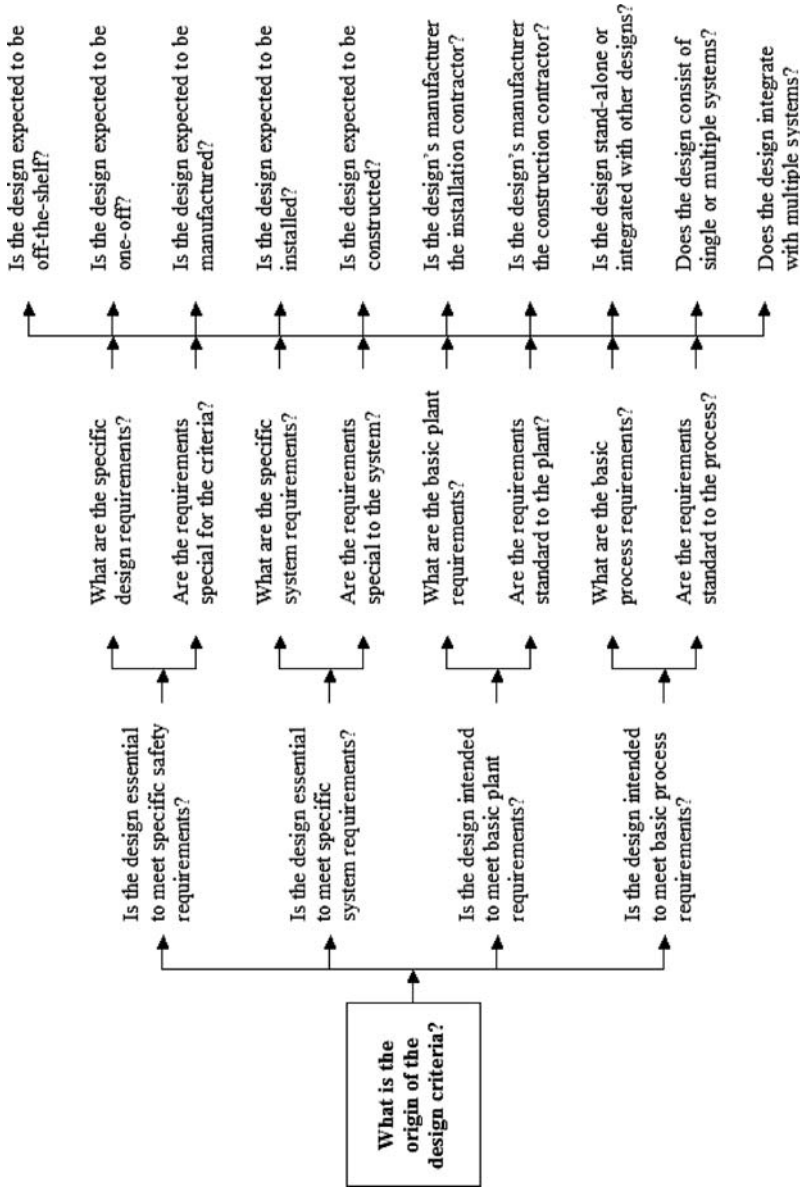 What is the
origin of the
design criteria?
Is the design essential
to meet specific safety
requirements?
Is the design essential
to meet specific
system requirements?
Is the design intended
to meet basic plant
requirements?
Is the design intended
to meet basic process
requirements?
What are the specific
design requirements?
Are the requirements
special for the criteria?
What are the specific
system requirements?
Are the requirements
special to the system?
What are the basic plant
requirements?
Are the requirements
standard to the plant?
What are the basic
process requirements?
Are the requirements
standard to the process?
Is the design expected to be
off-the-shelf?
Is the design expected to be
one-off?
Is the design expected to be
manufactured?
Is the design expected to be
installed?
Is the design expected to be
constructed?
Is the design's manufacturer
the installation contractor?
Is the design's manufacturer
the construction contractor?
Is the design stand-alone or
integrated with other designs?
Does the design consist of
single or multiple systems?
Does the design integrate
with multiple systems?